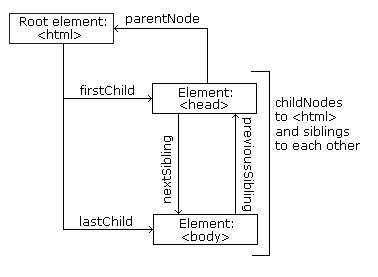 Root element:
<html>
parentNode
firstChild
Element:
<head>
childNodes
to <html>
and siblings
to each other
nextSibling
previousSibling
lastChild
Element:
<body>